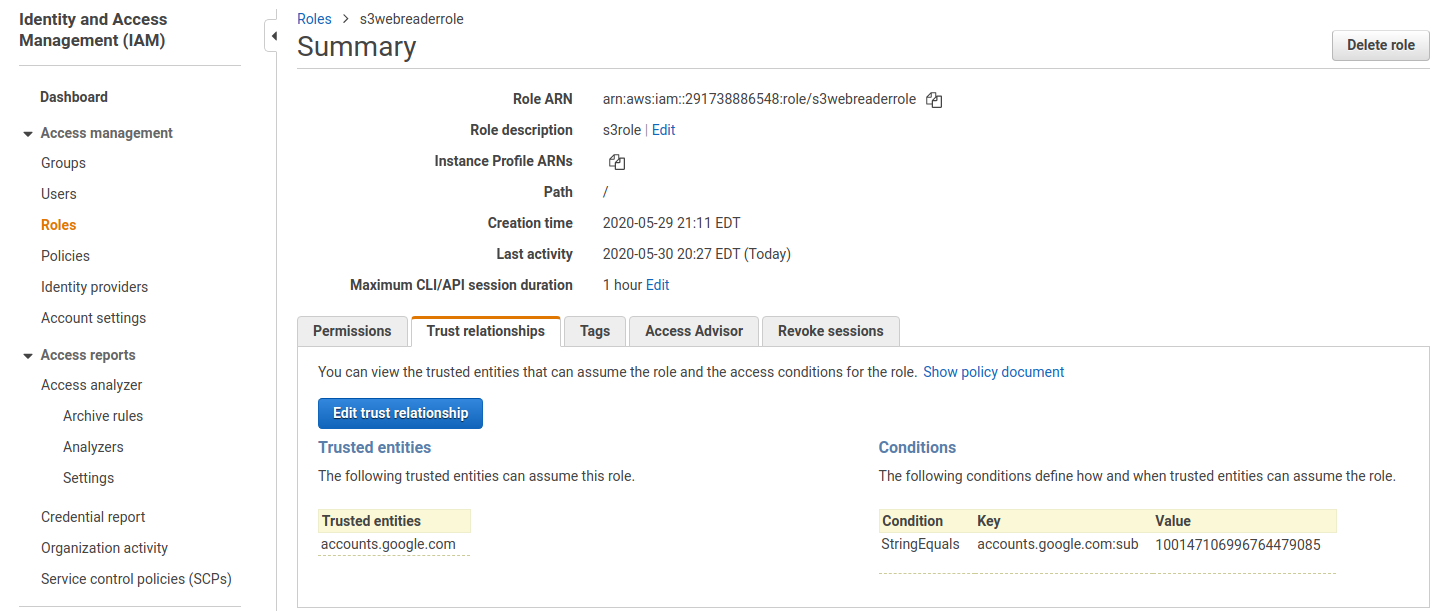 Identity and Access
Management (IAM)
Dashboard
Access management
Groups
Users
Roles
Policies
Identity providers
Account settings
Access reports
Access analyzer
Archive rules
Analyzers
Settings
Credential report
Organization activity
Service control policies (SCPs)
Roles > s3webreaderrole
Summary
Delete role
Role ARN arn:aws:iam::291738886548:role/s3webreaderrole
Role description s3role | Edit
Instance Profile ARNs
Path /
Creation time 2020-05-29 21:11 EDT
Last activity 2020-05-30 20:27 EDT (Today)
Maximum CLI/API session duration 1 hour Edit
Permissions Trust relationships Tags Access Advisor Revoke sessions
You can view the trusted entities that can assume the role and the access conditions for the role. Show policy document
Edit trust relationship
Trusted entities
The following trusted entities can assume this role.
Trusted entities
accounts.google.com
Conditions
The following conditions define how and when trusted entities can assume the role.
Condition Key Value
StringEquals accounts.google.com:sub 100147106996764479085